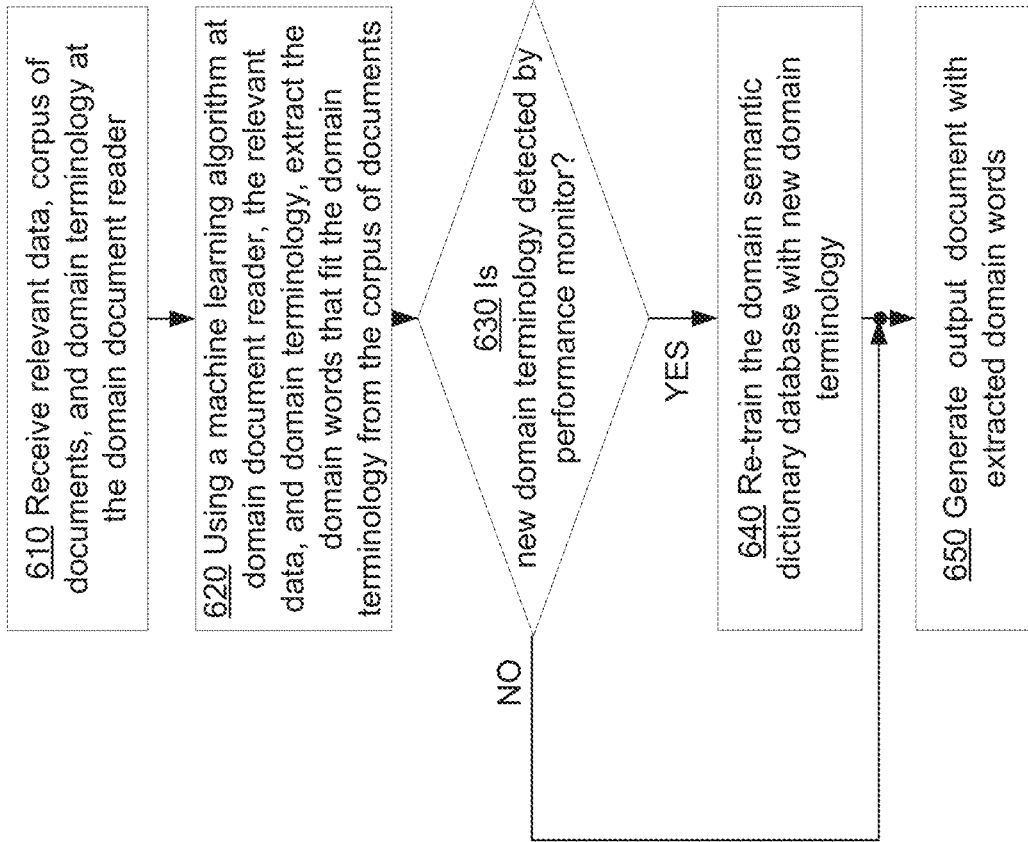 610 Receive relevant data, corpus of
documents, and domain terminology at
the domain document reader
620 Using a machine learning algorithm at
domain document reader, the relevant
data, and domain terminology, extract the
domain words that fit the domain
terminology from the corpus of documents
630 Is
new domain terminology detected by
performance monitor?
NO
YES
640 Re-train the domain semantic
dictionary database with new domain
terminology
650 Generate output document with
extracted domain words